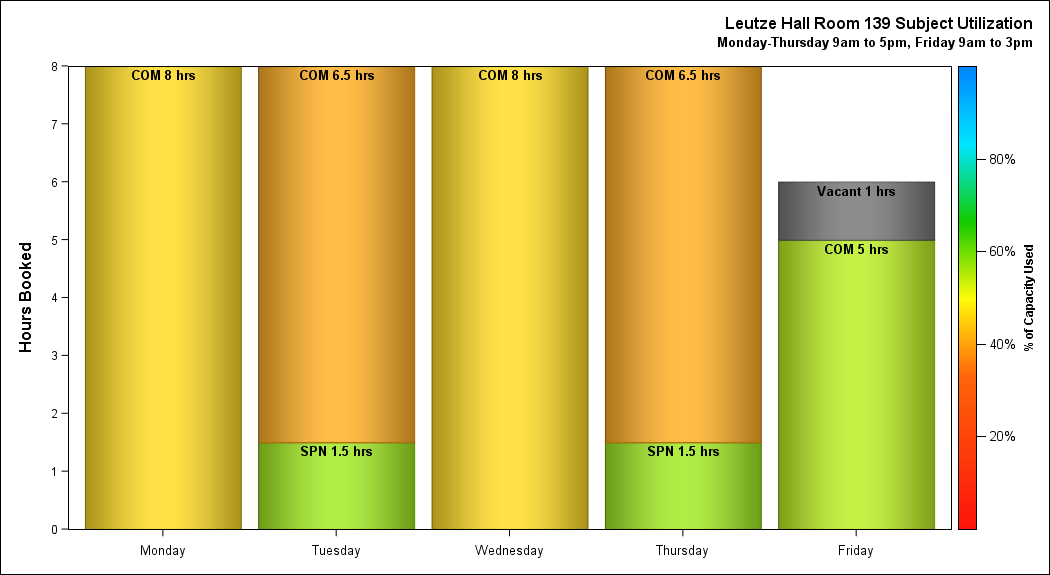 Leutze Hall Room 139 Subject Utilization
Monday-Thursday 9am to 5pm, Friday 9am to 3pm
Hours Booked
8
7
6
5
4
3
2
1
0
COM 8 hrs
COM 6.5 hrs
COM 8 hrs
COM 6.5 hrs
Vacant 1 hrs
COM 5 hrs
SPN 1.5 hrs
SPN 1.5 hrs
Monday
Tuesday
Wednesday
Thursday
Friday
80%
60%
40%
20%
% of Capacity Used